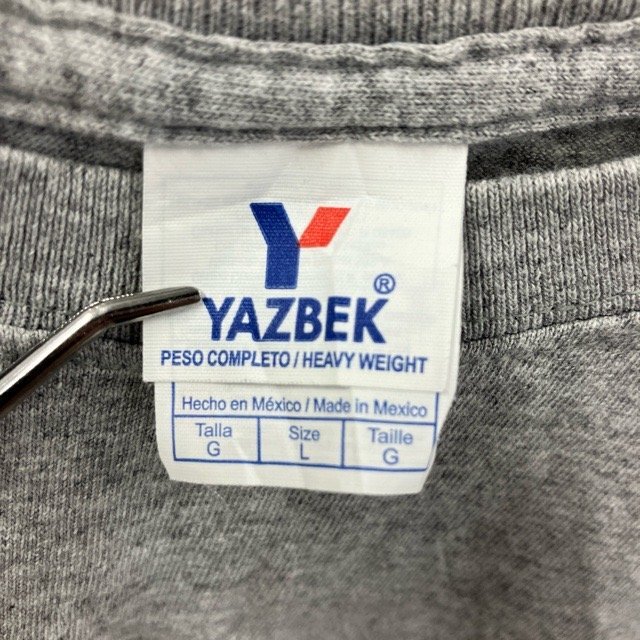 Y
YAZBEK®
PESO COMPLETO / HEAVY WEIGHT
Hecho en México / Made in Mexico
Talla Size Taille
G L G